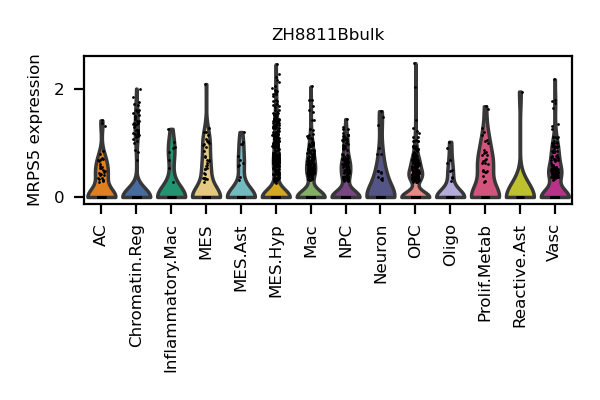 ZH8811Bbulk
MRPS5 expression
2
0
AC
Chromatin.Reg
Inflammatory.Mac
MES
MES.Ast
MES.Hyp
Mac
NPC
Neuron
OPC
Oligo
Prolif.Metab
Reactive.Ast
Vasc